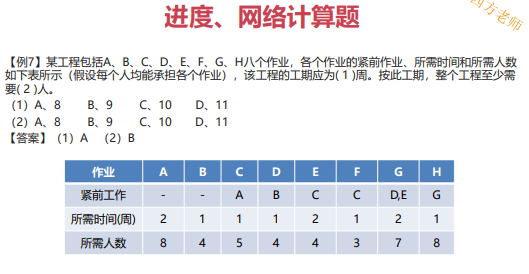 进度、网络计算题
四方老师
【例7】某工程包括A、B、C、D、E、F、G、H八个作业，各个作业的紧前作业、所需时间和所需人数
如下表所示（假设每个人均能承担各个作业），该工程的工期应为( 1 )周。按此工期，整个工程至少需
要( 2 )人。
（1）A、8 B、9 C、10 D、11
（2）A、8 B、9 C、10 D、11
【答案】（1）A （2）B
作业 A B C D E F G H
紧前工作 - - A B C C D,E G
所需时间(周) 2 1 1 1 2 1 2 1
所需人数 8 4 5 4 4 3 7 8